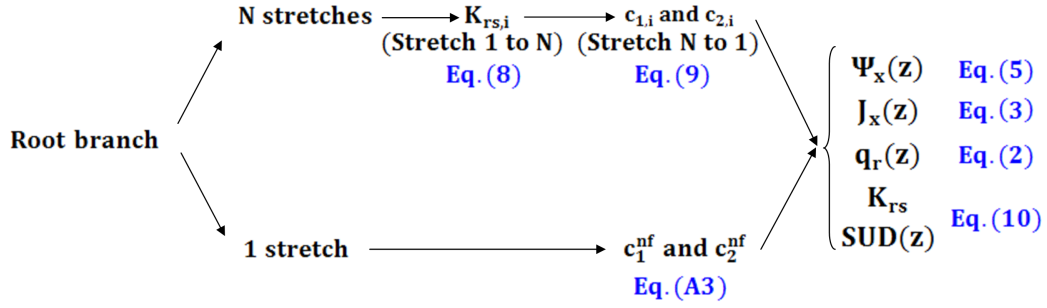 N stretches K_rs,i c_1,i and c_2,i
(Stretch 1 to N) (Stretch N to 1)
Eq.(8) Eq.(9)
Ψ_x(z) Eq.(5)
J_x(z) Eq.(3)
Root branch
q_r(z) Eq.(2)
K_rs
Eq.(10)
SUD(z)
1 stretch c_1^nf and c_2^nf
Eq.(A3)